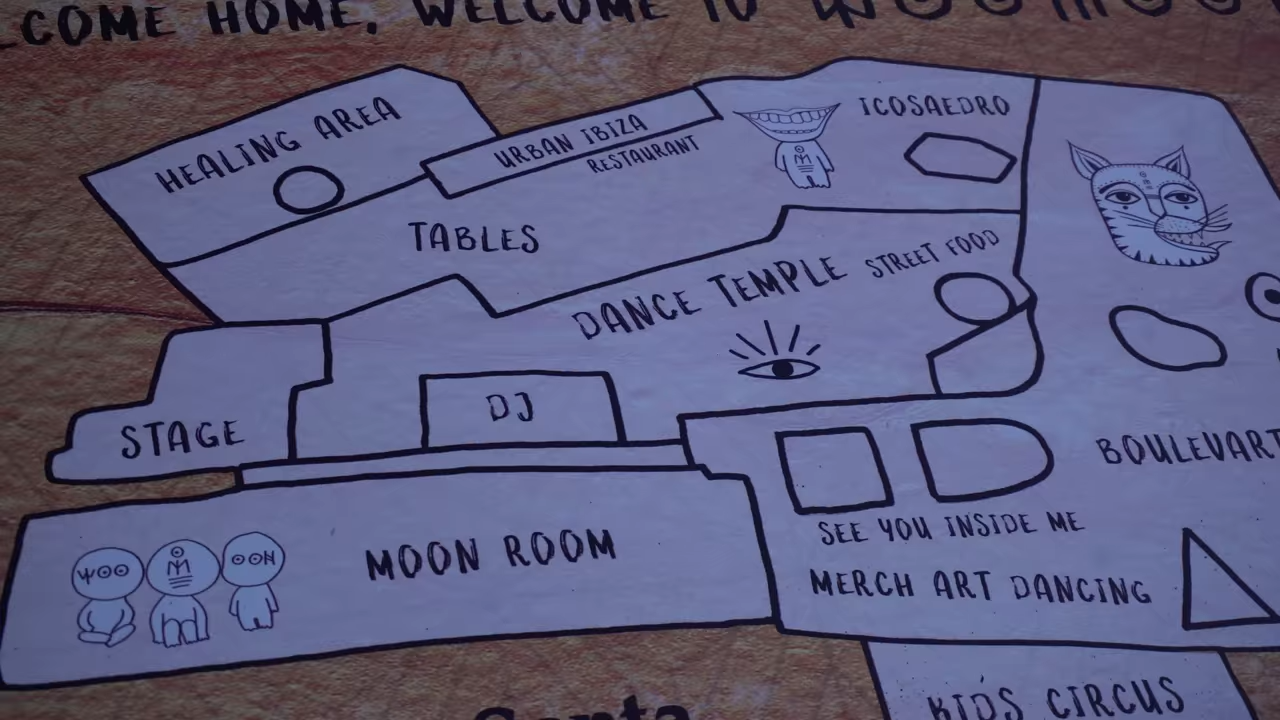 COME HOME, WELCOME TO
HEALING AREA
URBAN IBIZA
RESTAURANT
ICOSAEDRO
TABLES
DANCE TEMPLE
STREET FOOD
DJ
STAGE
BOULEVART
SEE YOU INSIDE ME
MERCH ART DANCING
MOON ROOM
KIDS CIRCUS